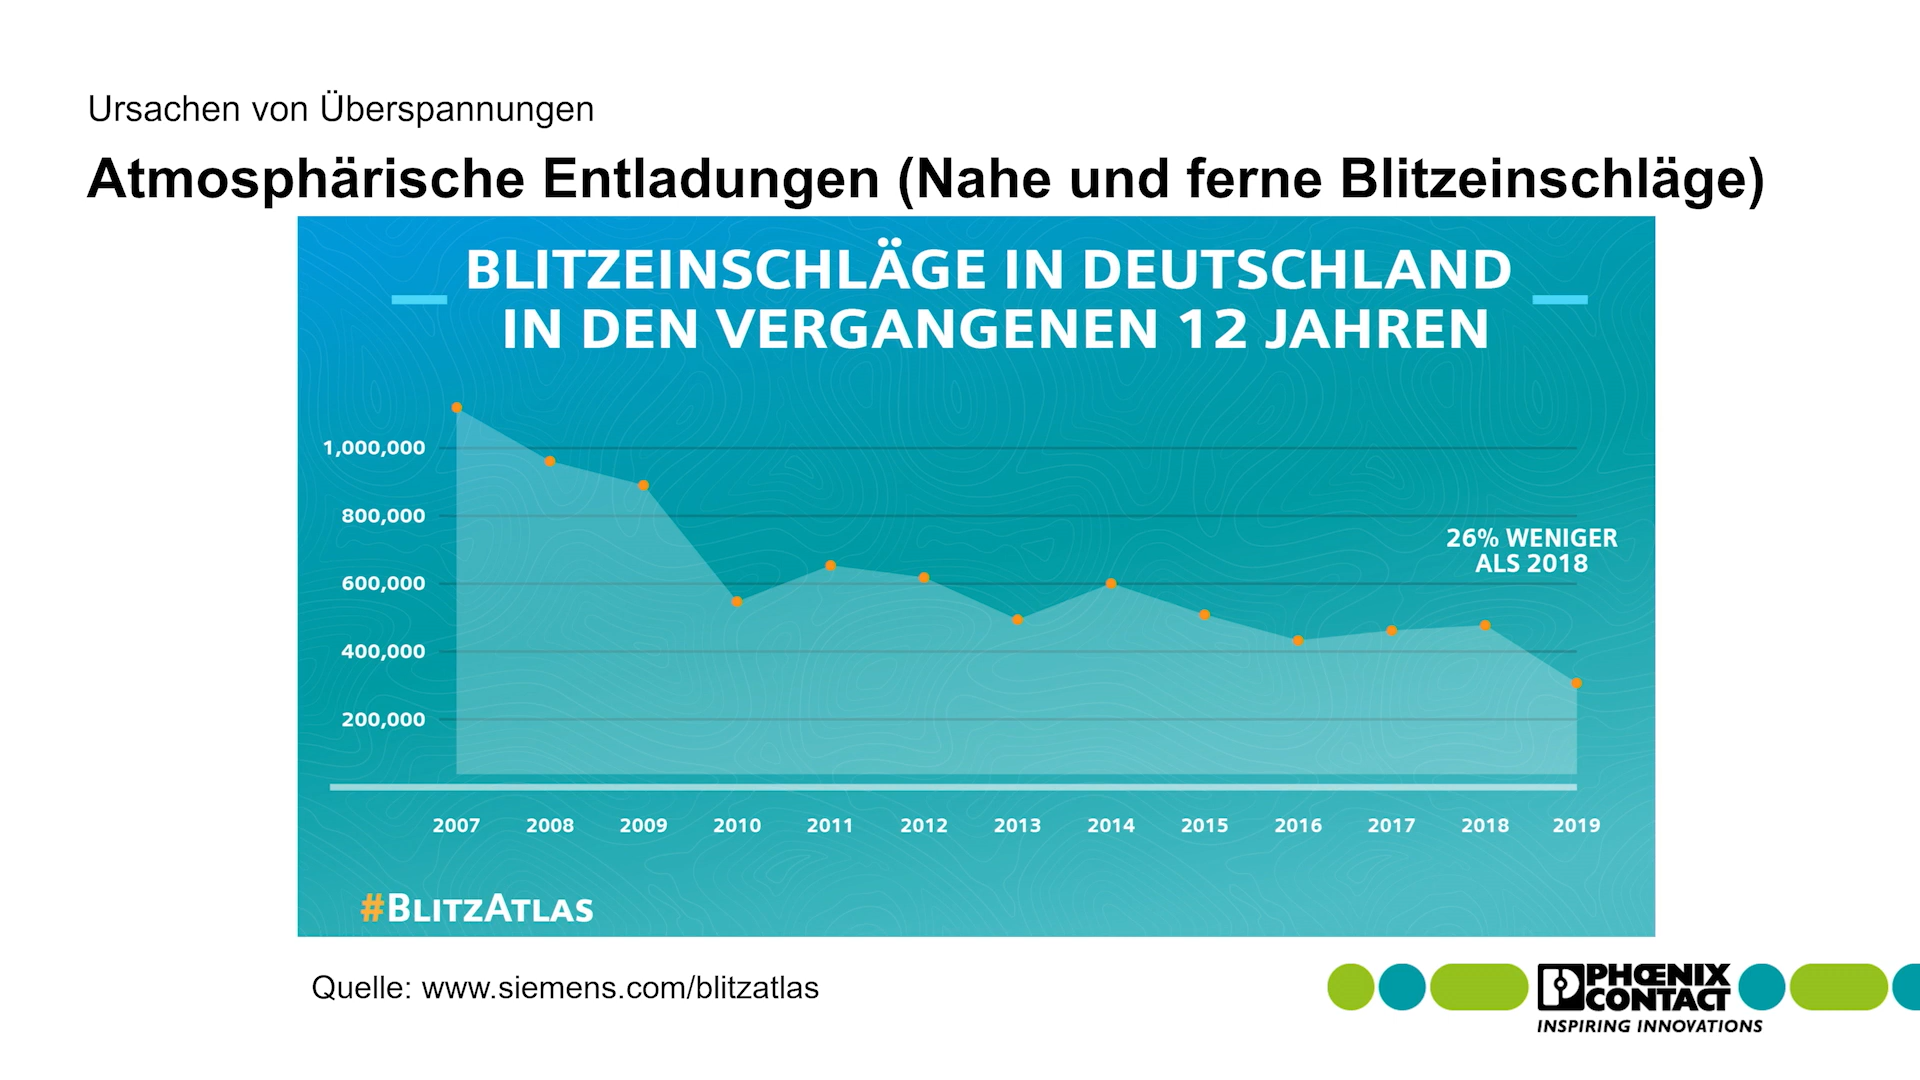 Ursachen von Überspannungen
Atmosphärische Entladungen (Nahe und ferne Blitzeinschläge)
BLITZEINSCHLÄGE IN DEUTSCHLAND
IN DEN VERGANGENEN 12 JAHREN
1,000,000
800,000
600,000
400,000
200,000
26% WENIGER
ALS 2018
2007 2008 2009 2010 2011 2012 2013 2014 2015 2016 2017 2018 2019
#BLITZATLAS
Quelle: www.siemens.com/blitzatlas
PHŒNIX
CONTACT
INSPIRING INNOVATIONS